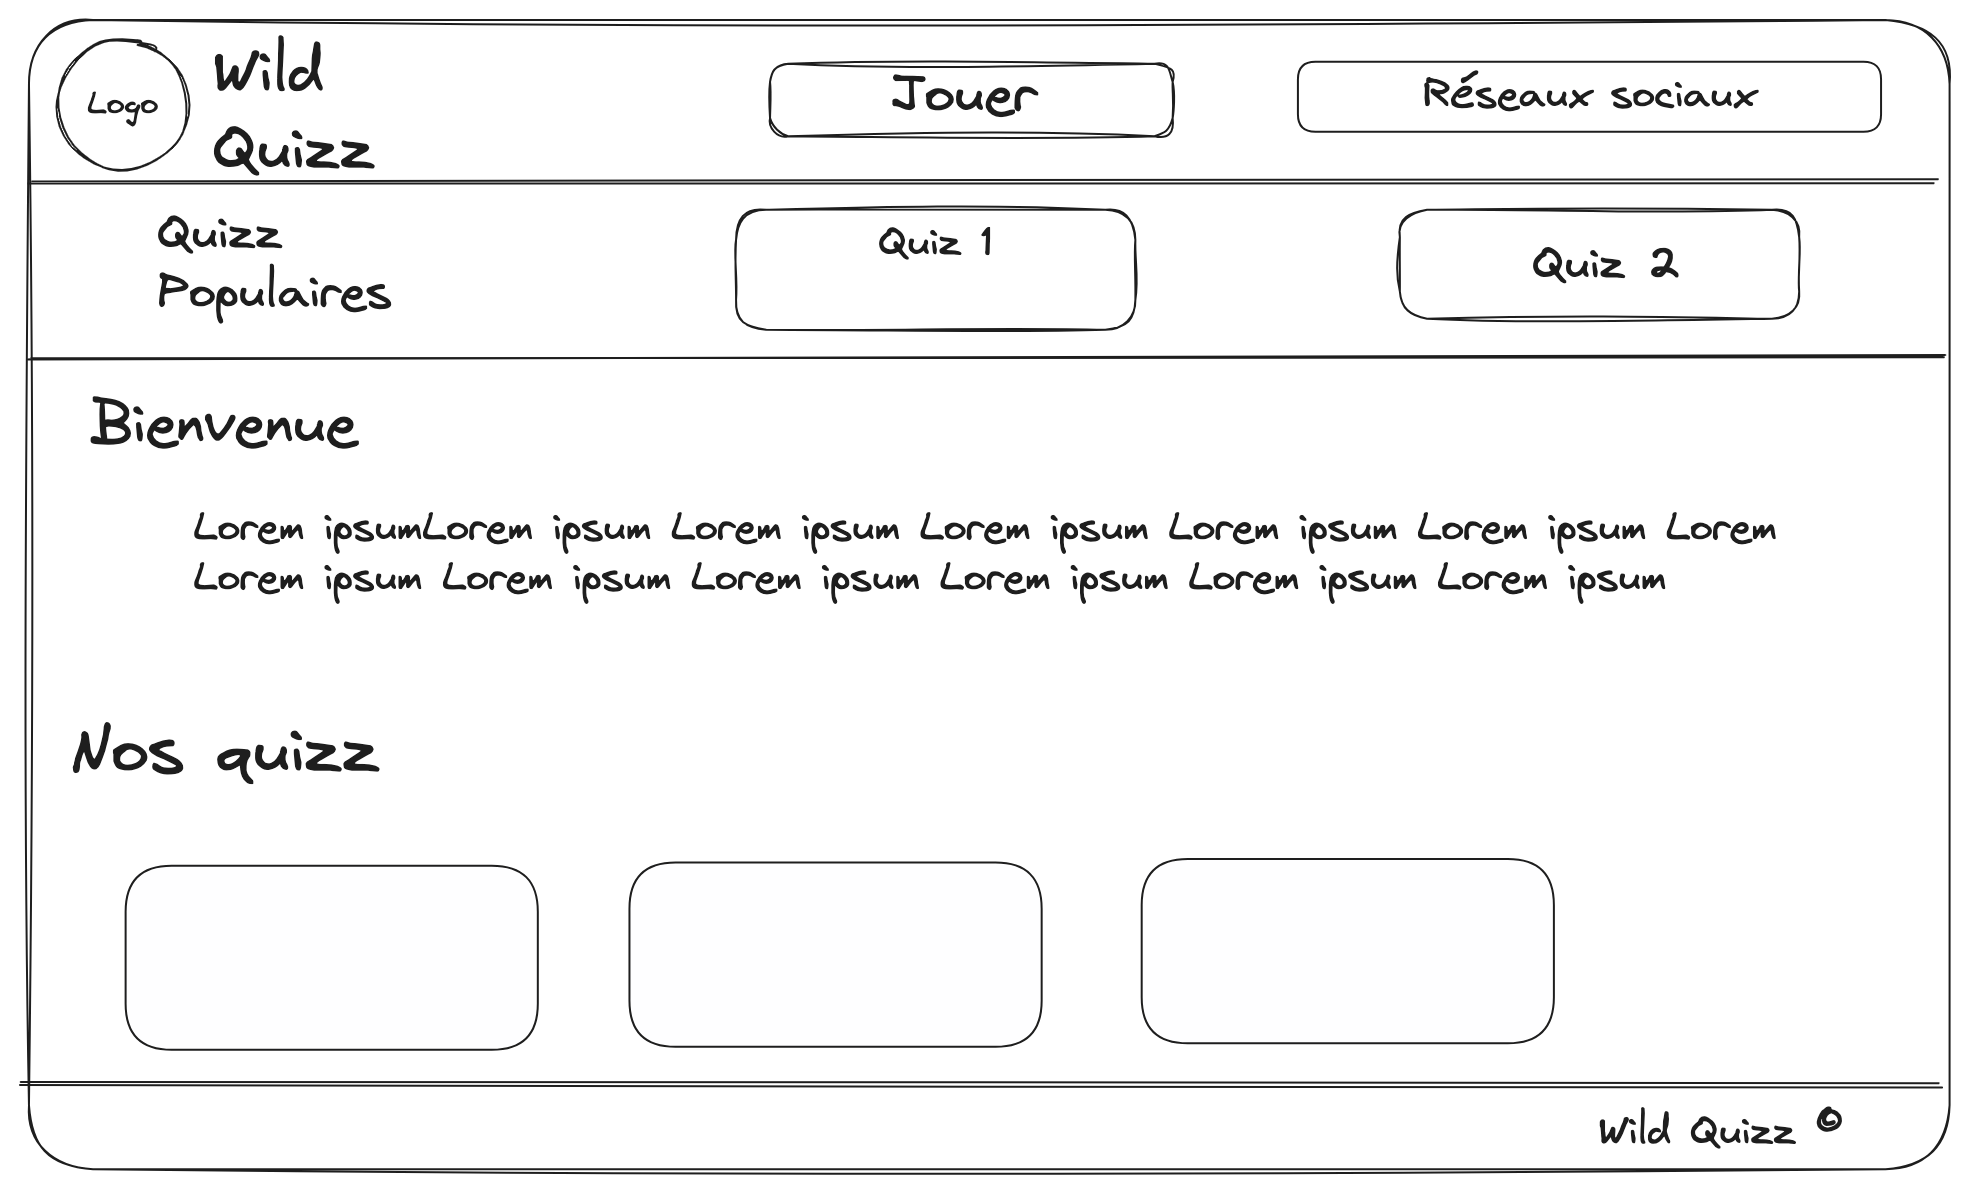 Logo
Wild
Quizz
Jouer
Réseaux sociaux
Quizz
Populaires
Quiz 1
Quiz 2
Bienvenue
Lorem ipsumLorem ipsum Lorem ipsum Lorem ipsum Lorem ipsum Lorem ipsum Lorem
Lorem ipsum Lorem ipsum Lorem ipsum Lorem ipsum Lorem ipsum Lorem ipsum
Nos quizz
Wild Quizz ©